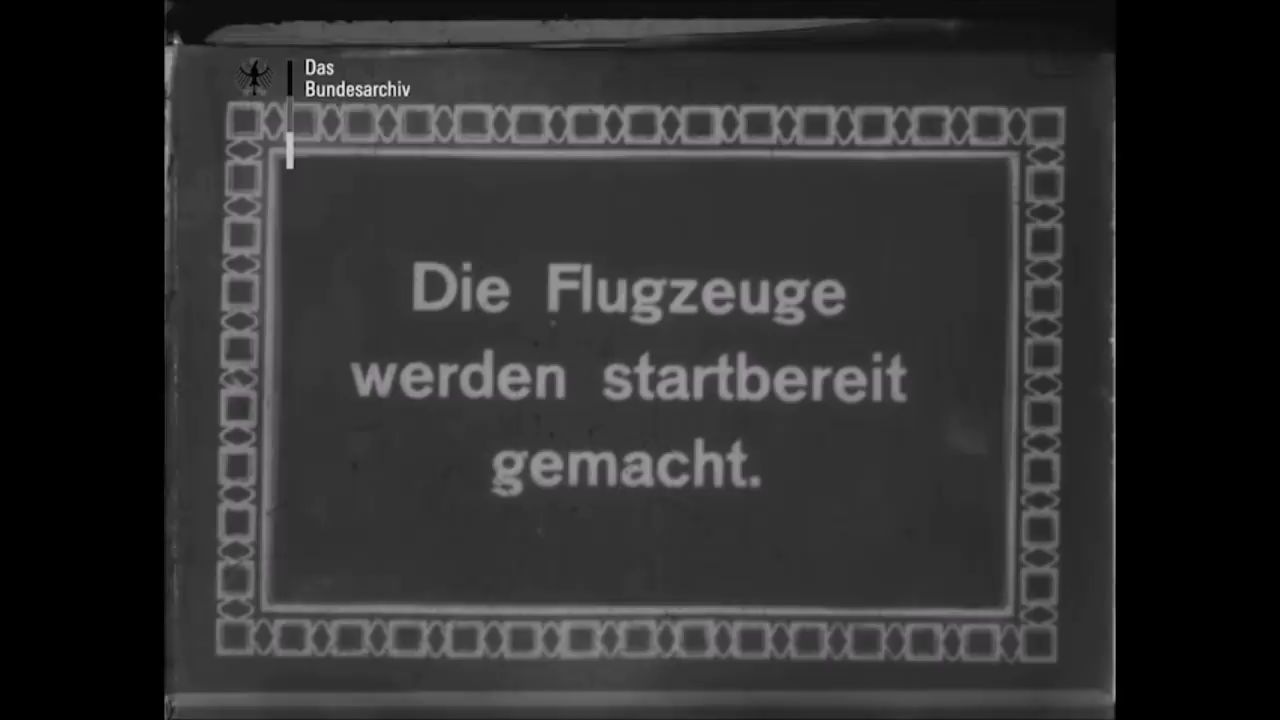 Das
Bundesarchiv
Die Flugzeuge
werden startbereit
gemacht.